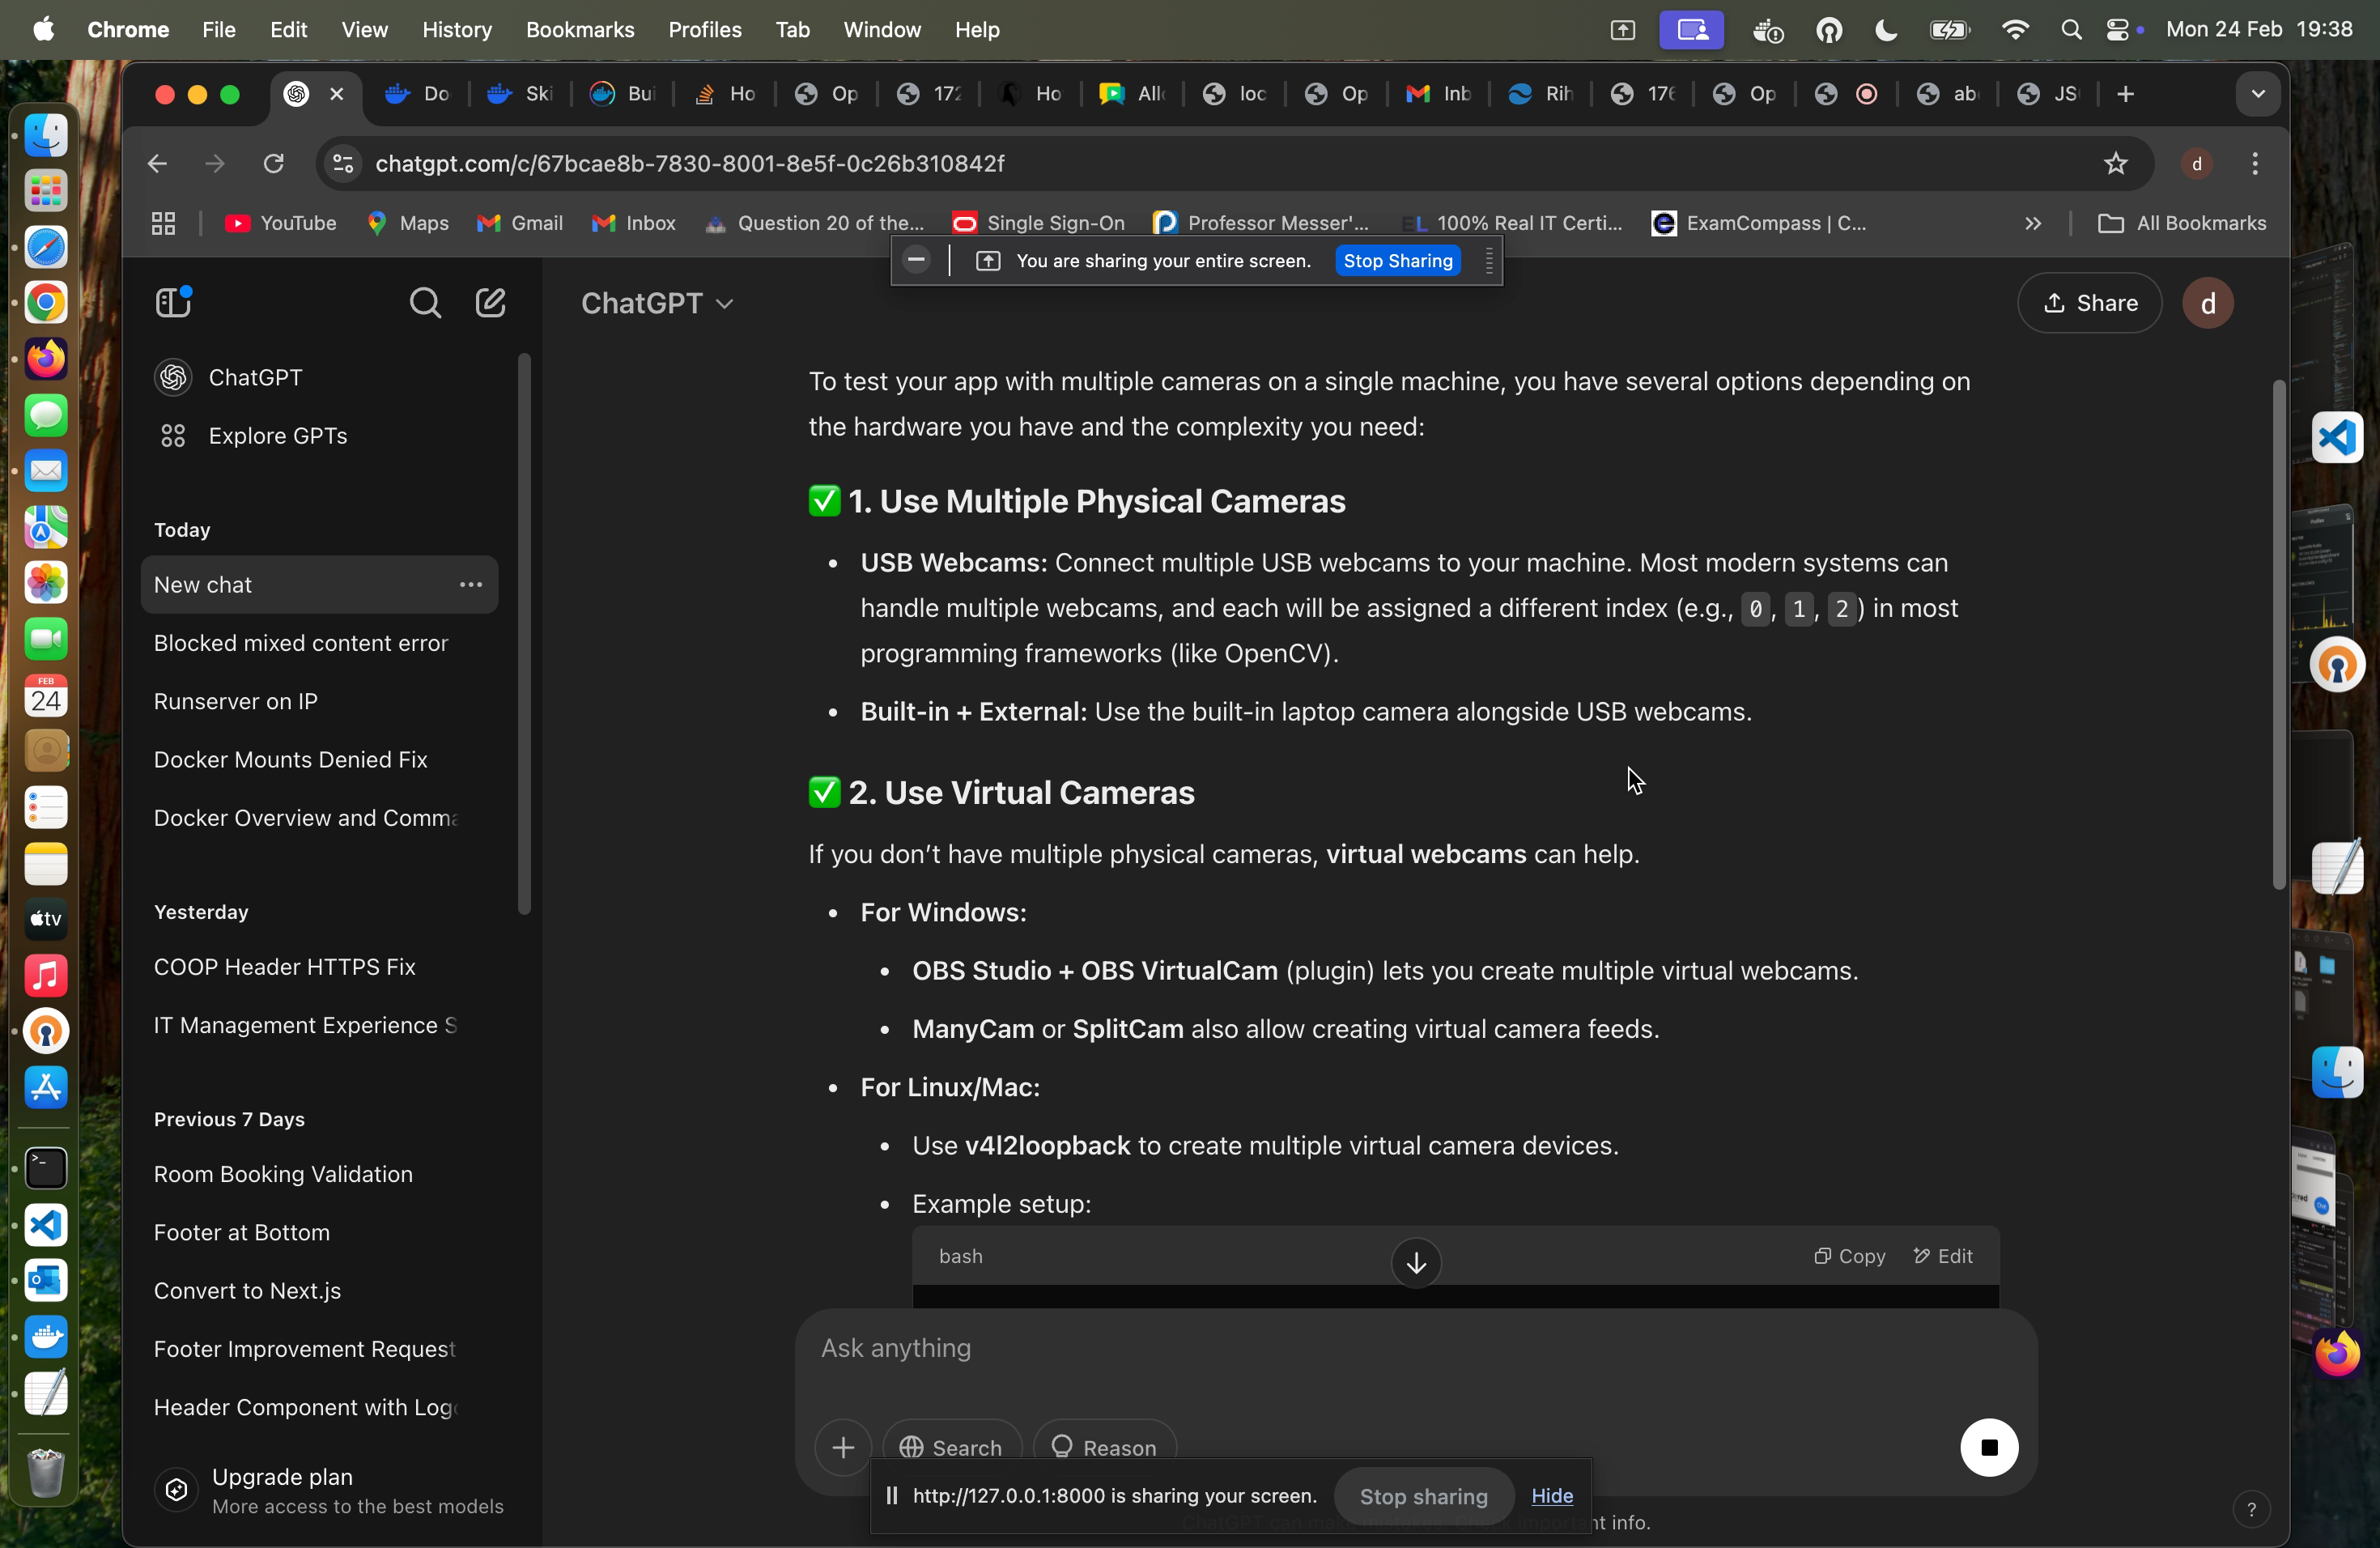 Chrome File Edit View History Bookmarks Profiles Tab Window Help Mon 24 Feb 19:38
Do Ski Bui Ho Op 172 Ho All loc Op Inb Rih 176 Op ab JS
chatgpt.com/c/67bcae8b-7830-8001-8e5f-0c26b310842f d
YouTube Maps Gmail Inbox Question 20 of the... Single Sign-On Professor Messer'... EL 100% Real IT Certi... ExamCompass | C... All Bookmarks
You are sharing your entire screen. Stop Sharing
ChatGPT Share d
ChatGPT
Explore GPTs
Today
New chat
Blocked mixed content error
Runserver on IP
Docker Mounts Denied Fix
Docker Overview and Comma
Yesterday
COOP Header HTTPS Fix
IT Management Experience S
Previous 7 Days
Room Booking Validation
Footer at Bottom
Convert to Next.js
Footer Improvement Request
Header Component with Logo
Upgrade plan
More access to the best models
To test your app with multiple cameras on a single machine, you have several options depending on
the hardware you have and the complexity you need:
✅ 1. Use Multiple Physical Cameras
• USB Webcams: Connect multiple USB webcams to your machine. Most modern systems can
handle multiple webcams, and each will be assigned a different index (e.g., 0, 1, 2) in most
programming frameworks (like OpenCV).
• Built-in + External: Use the built-in laptop camera alongside USB webcams.
✅ 2. Use Virtual Cameras
If you don't have multiple physical cameras, virtual webcams can help.
• For Windows:
• OBS Studio + OBS VirtualCam (plugin) lets you create multiple virtual webcams.
• ManyCam or SplitCam also allow creating virtual camera feeds.
• For Linux/Mac:
• Use v4l2loopback to create multiple virtual camera devices.
• Example setup:
bash Copy Edit
Ask anything
Search Reason
http://127.0.0.1:8000 is sharing your screen. Stop sharing Hide
ChatGPT can make mistakes. Check important info.
?
FEB
24
tv